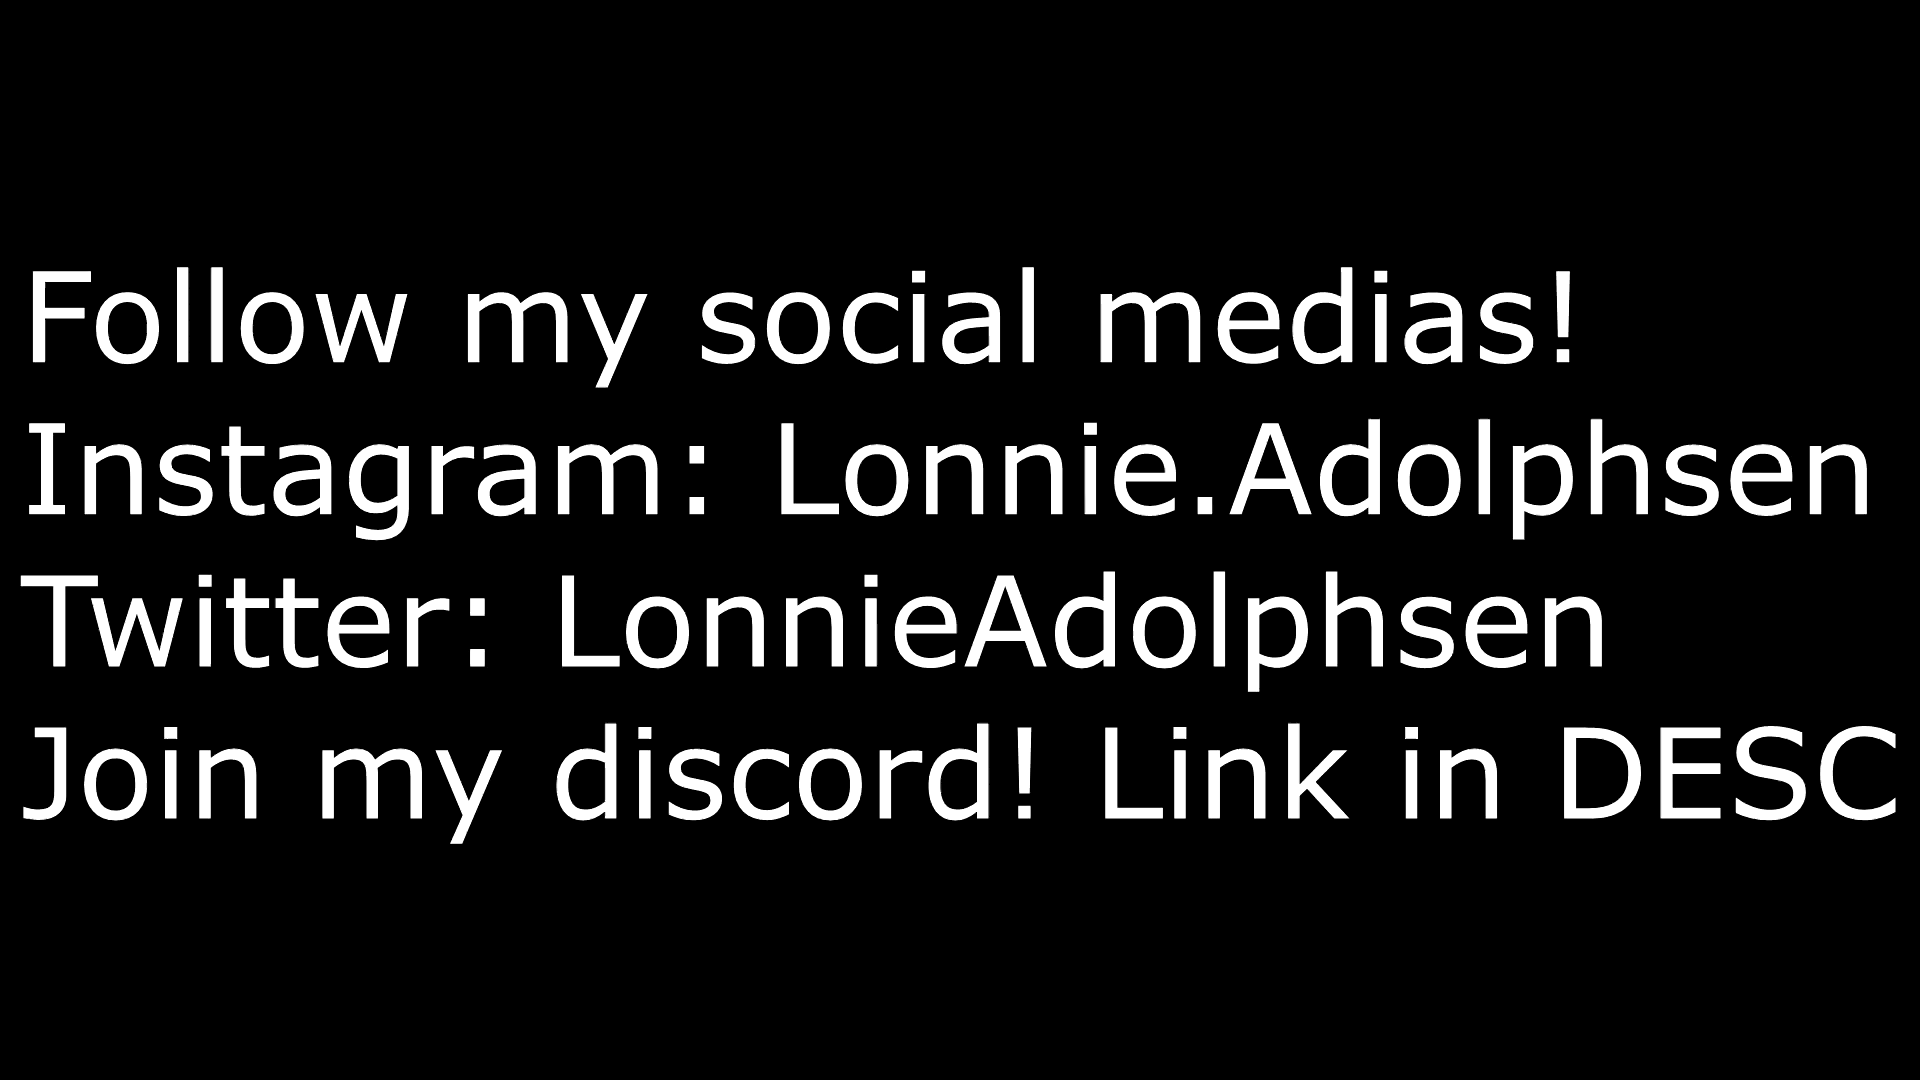 Follow my social medias!
Instagram: Lonnie.Adolphsen
Twitter: LonnieAdolphsen
Join my discord! Link in DESC